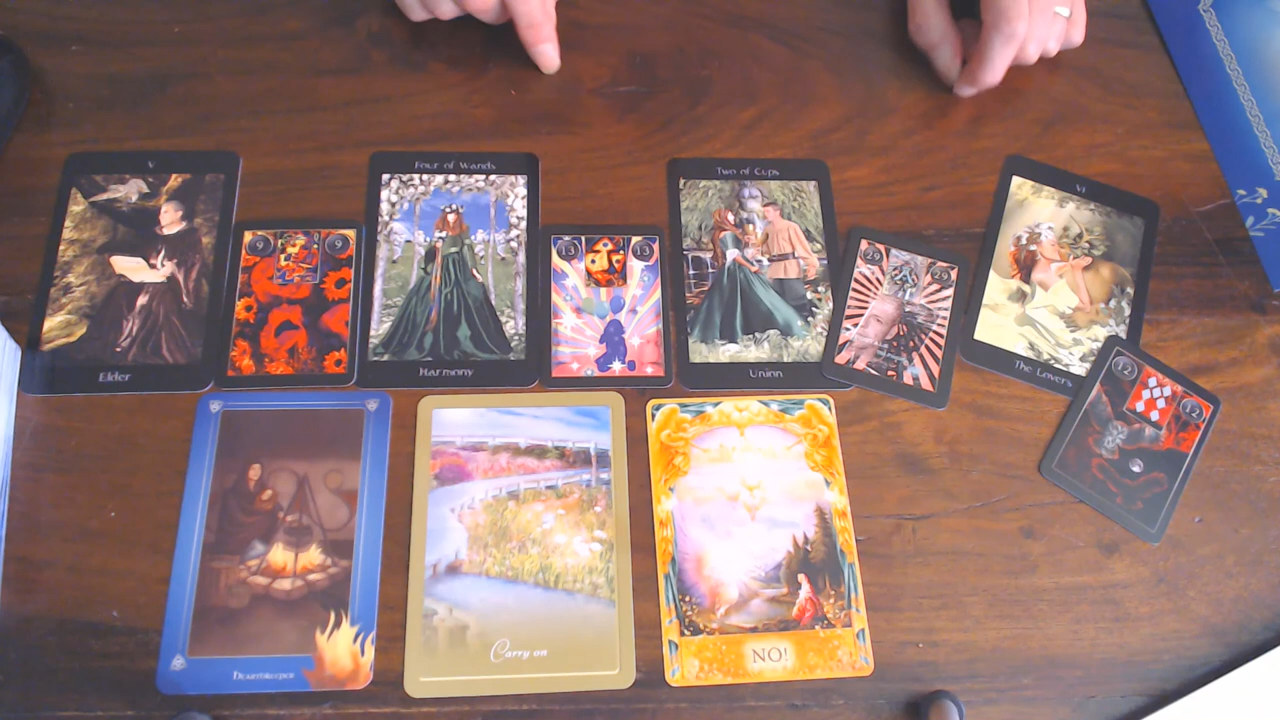 V
Elder
9 9
Four of Wands
Harmony
13 13
Two of Cups
Union
29 29
VI
The Lovers
12
12
Hearthkeeper
Carry on
NO!